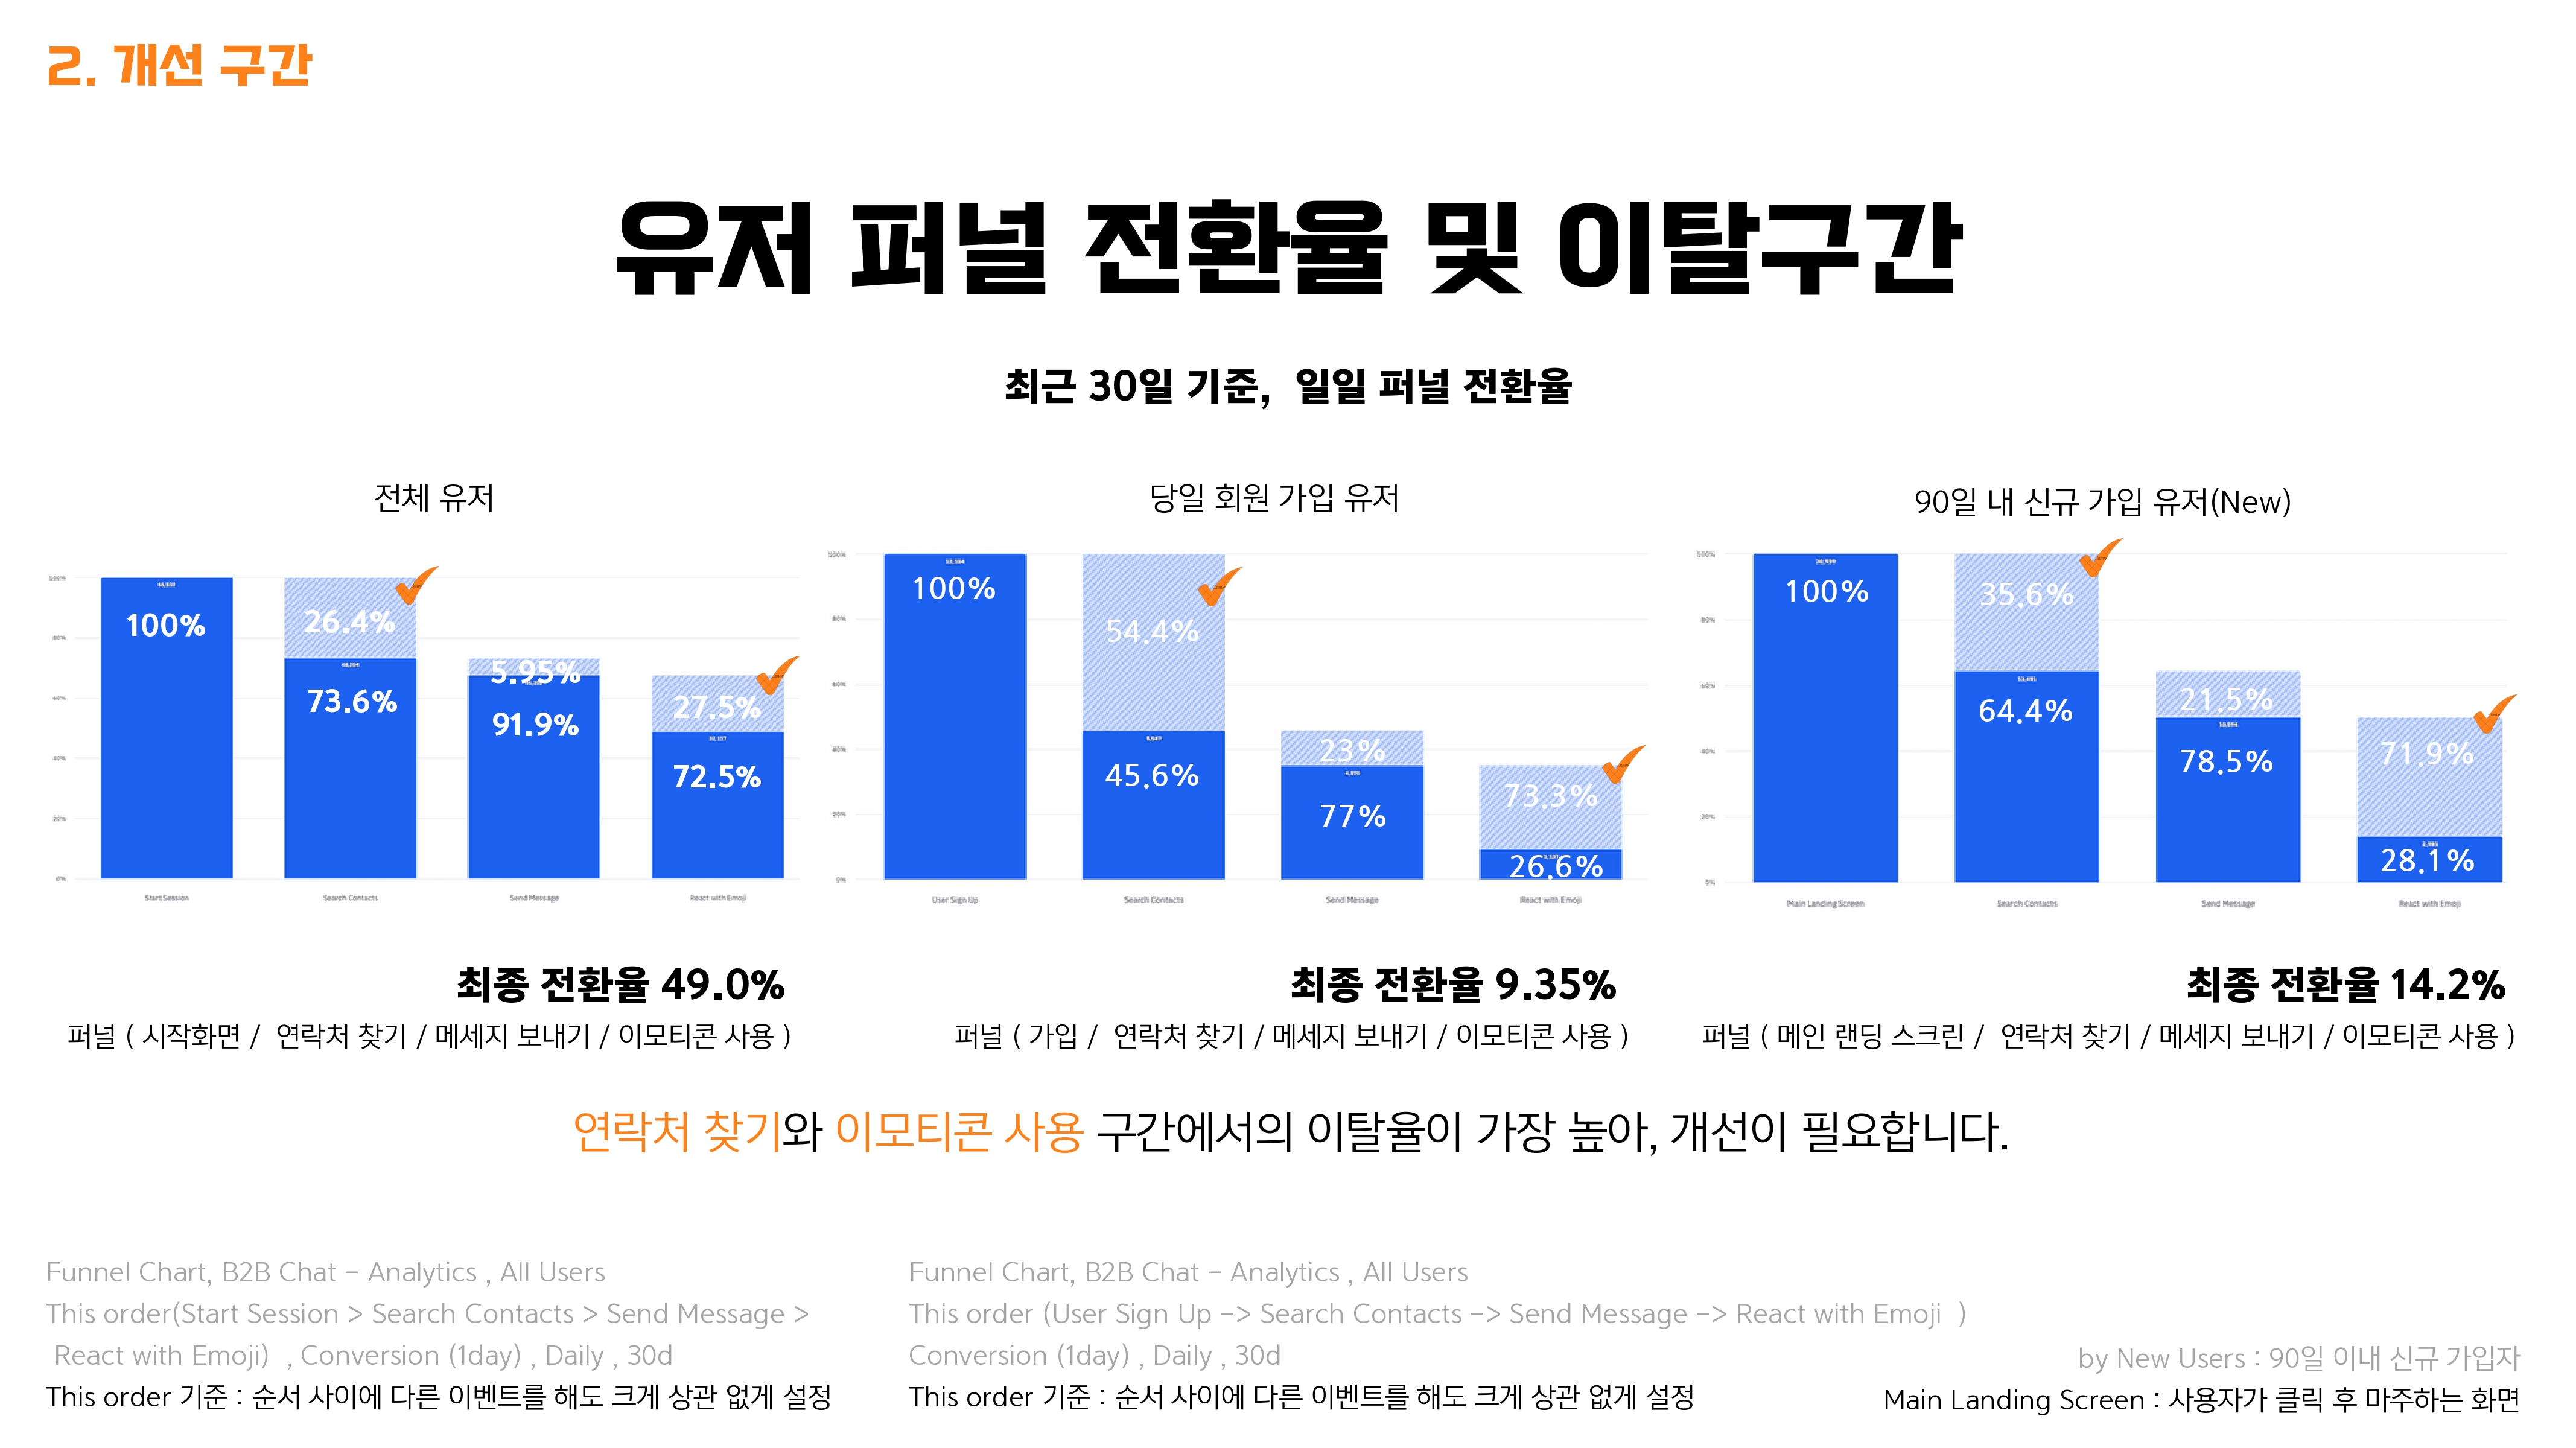 2. 개선 구간
유저 퍼널 전환율 및 이탈구간
최근 30일 기준, 일일 퍼널 전환율
전체 유저
100%
80%
60%
40%
20%
0%
100%
26.4%
73.6%
5.95%
91.9%
27.5%
72.5%
Start Session
Search Contacts
Send Message
React with Emoji
최종 전환율 49.0%
퍼널 ( 시작화면 / 연락처 찾기 / 메세지 보내기 / 이모티콘 사용 )
당일 회원 가입 유저
100%
80%
60%
40%
20%
0%
100%
54.4%
45.6%
23%
77%
73.3%
26.6%
User Sign Up
Search Contacts
Send Message
React with Emoji
최종 전환율 9.35%
퍼널 ( 가입 / 연락처 찾기 / 메세지 보내기 / 이모티콘 사용 )
90일 내 신규 가입 유저(New)
100%
80%
60%
40%
20%
0%
100%
35.6%
64.4%
21.5%
78.5%
71.9%
28.1%
Main Landing Screen
Search Contacts
Send Message
React with Emoji
최종 전환율 14.2%
퍼널 ( 메인 랜딩 스크린 / 연락처 찾기 / 메세지 보내기 / 이모티콘 사용 )
연락처 찾기와 이모티콘 사용 구간에서의 이탈율이 가장 높아, 개선이 필요합니다.
Funnel Chart, B2B Chat - Analytics , All Users
This order(Start Session > Search Contacts > Send Message >
React with Emoji) , Conversion (1day) , Daily , 30d
This order 기준 : 순서 사이에 다른 이벤트를 해도 크게 상관 없게 설정
Funnel Chart, B2B Chat - Analytics , All Users
This order (User Sign Up -> Search Contacts -> Send Message -> React with Emoji )
Conversion (1day) , Daily , 30d
This order 기준 : 순서 사이에 다른 이벤트를 해도 크게 상관 없게 설정
by New Users : 90일 이내 신규 가입자
Main Landing Screen : 사용자가 클릭 후 마주하는 화면